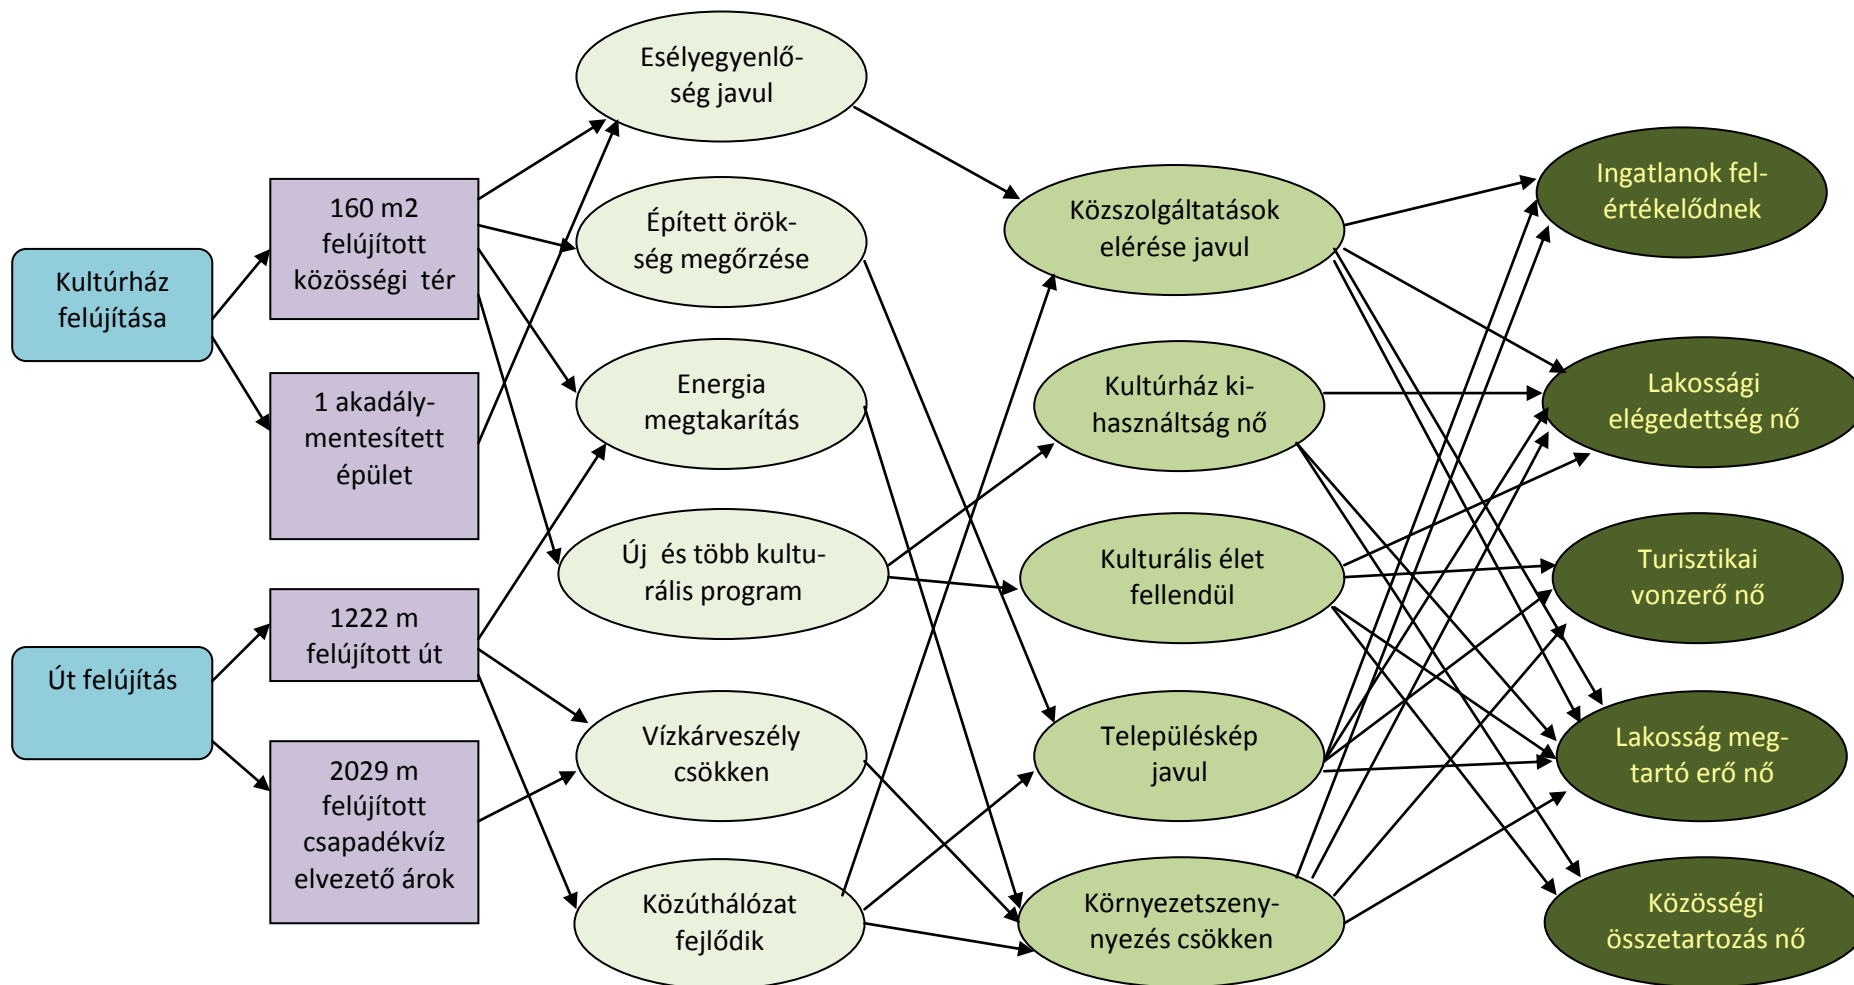 Kultúrház
felújítása
Út felújítás
160 m2
felújított
közösségi  tér
1 akadály-
mentesített
épület
1222 m
felújított út
2029 m
felújított
csapadékvíz
elvezető árok
Esélyegyenlő-
ség javul
Épített örök-
ség megőrzése
Energia
megtakarítás
Új  és több kultu-
rális program
Vízkárveszély
csökken
Közúthálózat
fejlődik
Közszolgáltatások
elérése javul
Kultúrház ki-
használtság nő
Kulturális élet
fellendül
Településkép
javul
Környezetszeny-
nyezés csökken
Ingatlanok fel-
értékelődnek
Lakossági
elégedettség nő
Turisztikai
vonzerő nő
Lakosság meg-
tartó erő nő
Közösségi
összetartozás nő